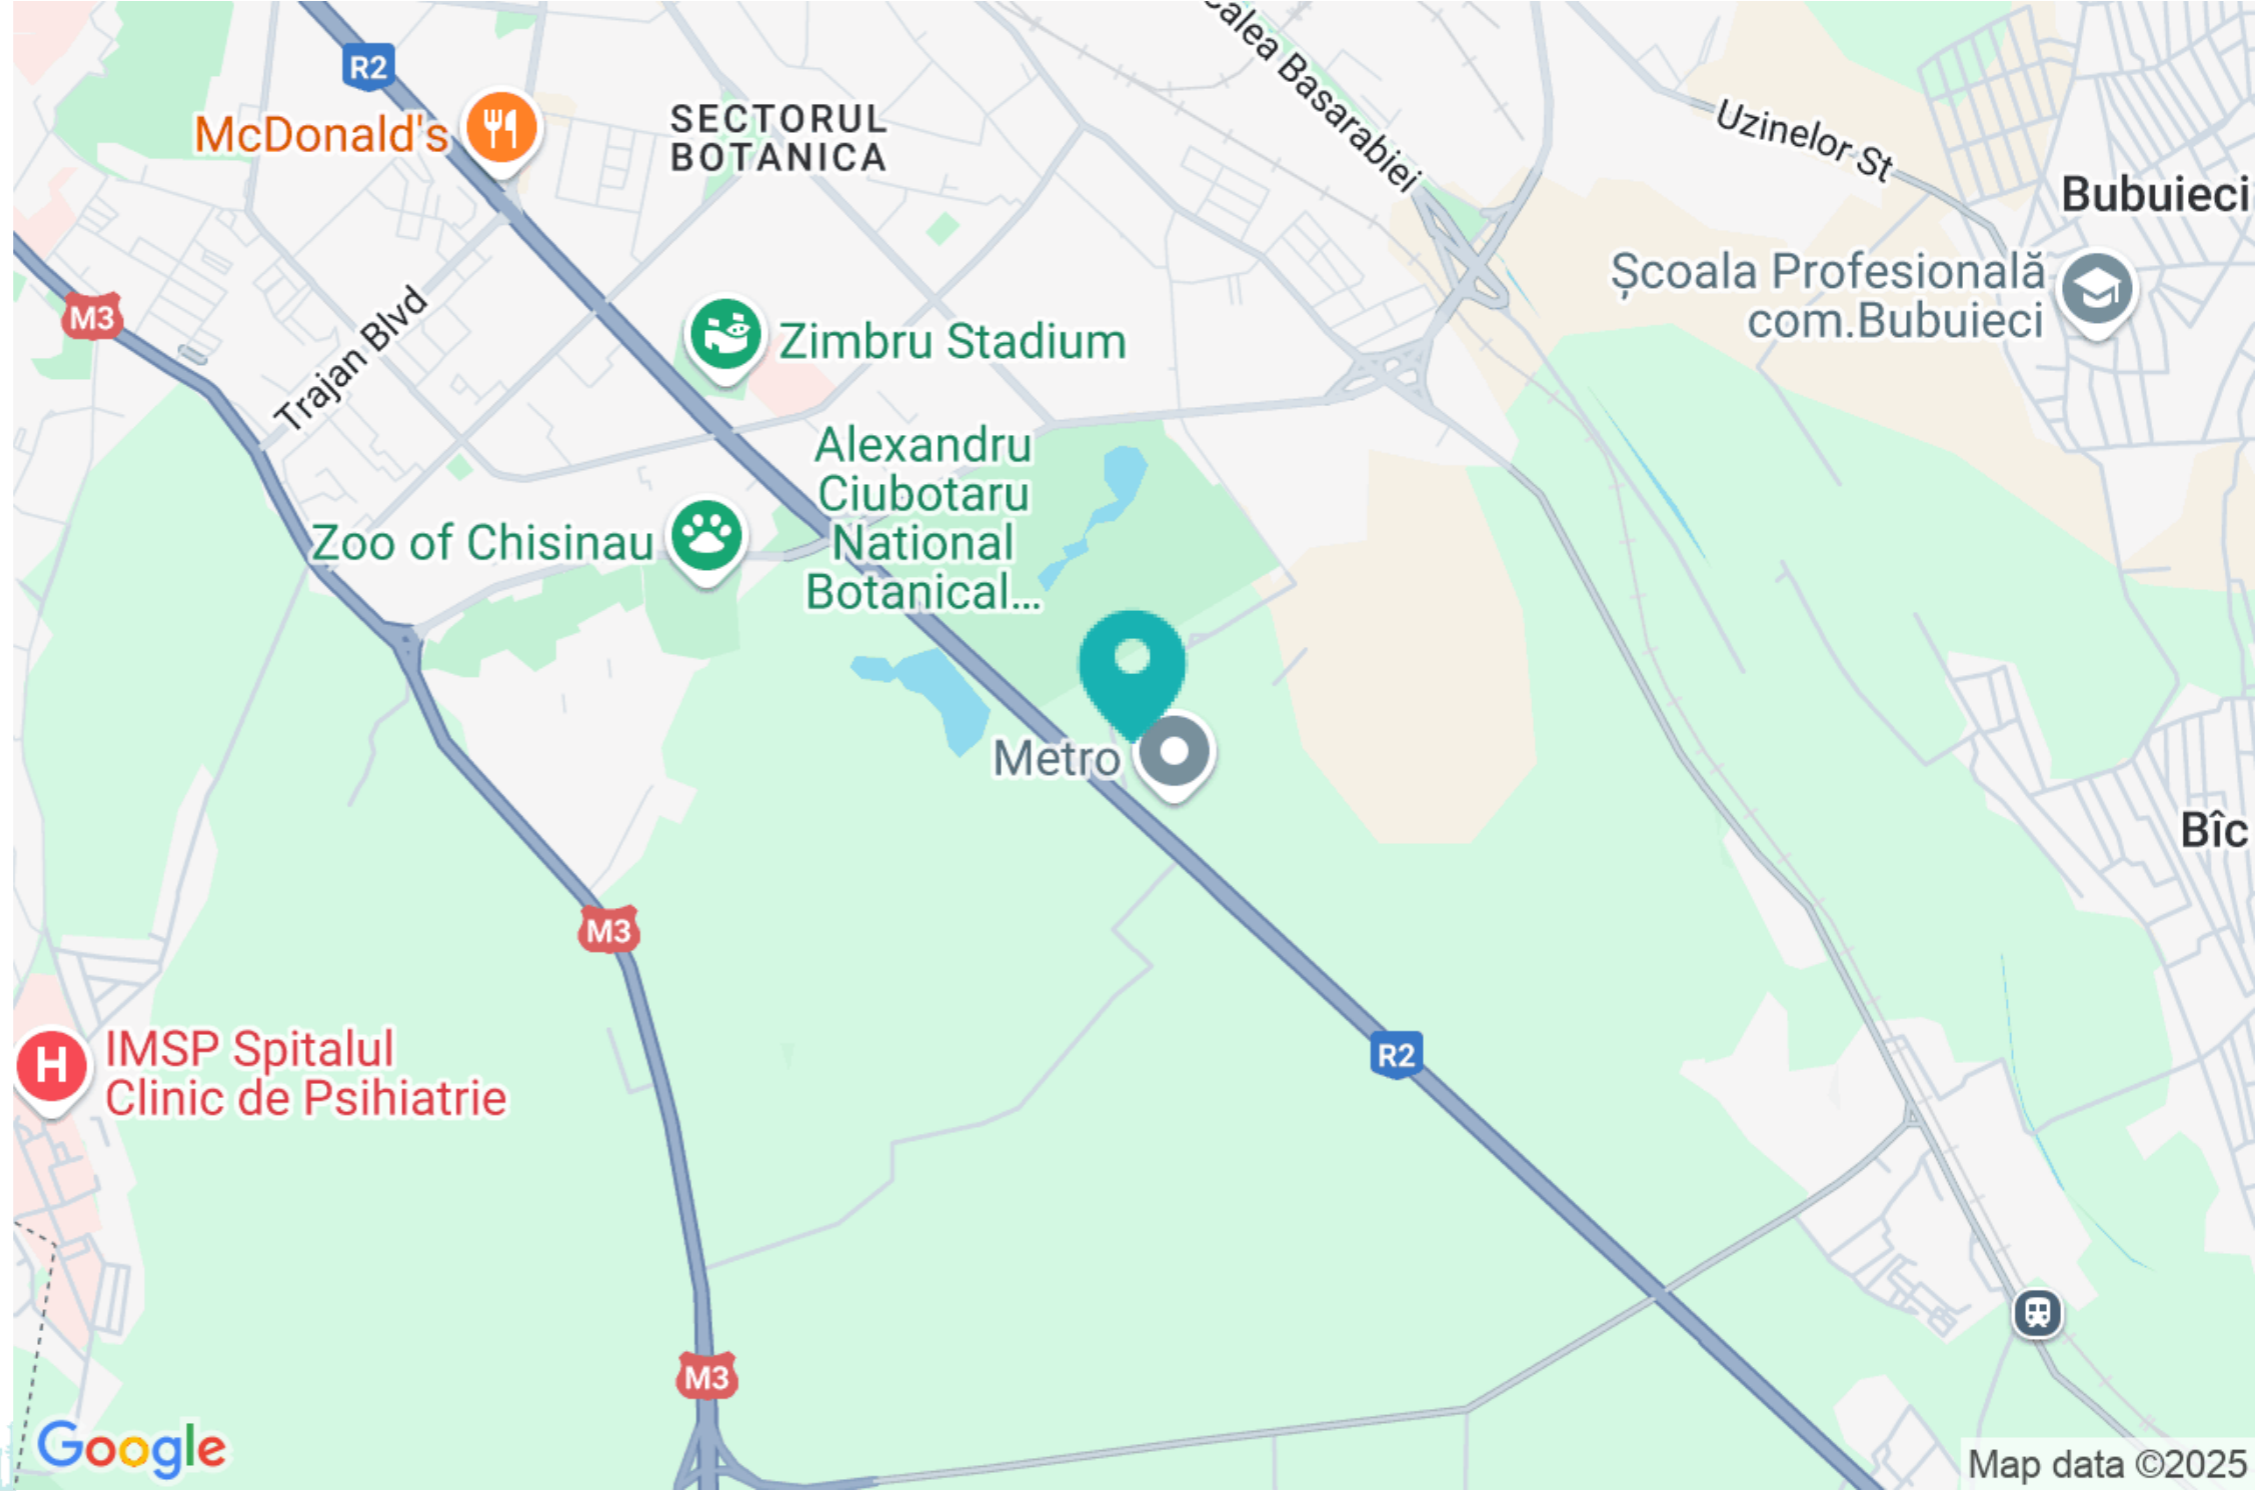 calea Basarabiei
R2
McDonald's
SECTORUL
BOTANICA
Uzinelor St
Bubuieci
Școala Profesională
com.Bubuieci
M3
Trajan Blvd
Zimbru Stadium
Alexandru
Ciubotaru
National
Botanical...
Zoo of Chisinau
Metro
Bîc
M3
H
IMSP Spitalul
Clinic de Psihiatrie
R2
M3
Google
Map data ©2025